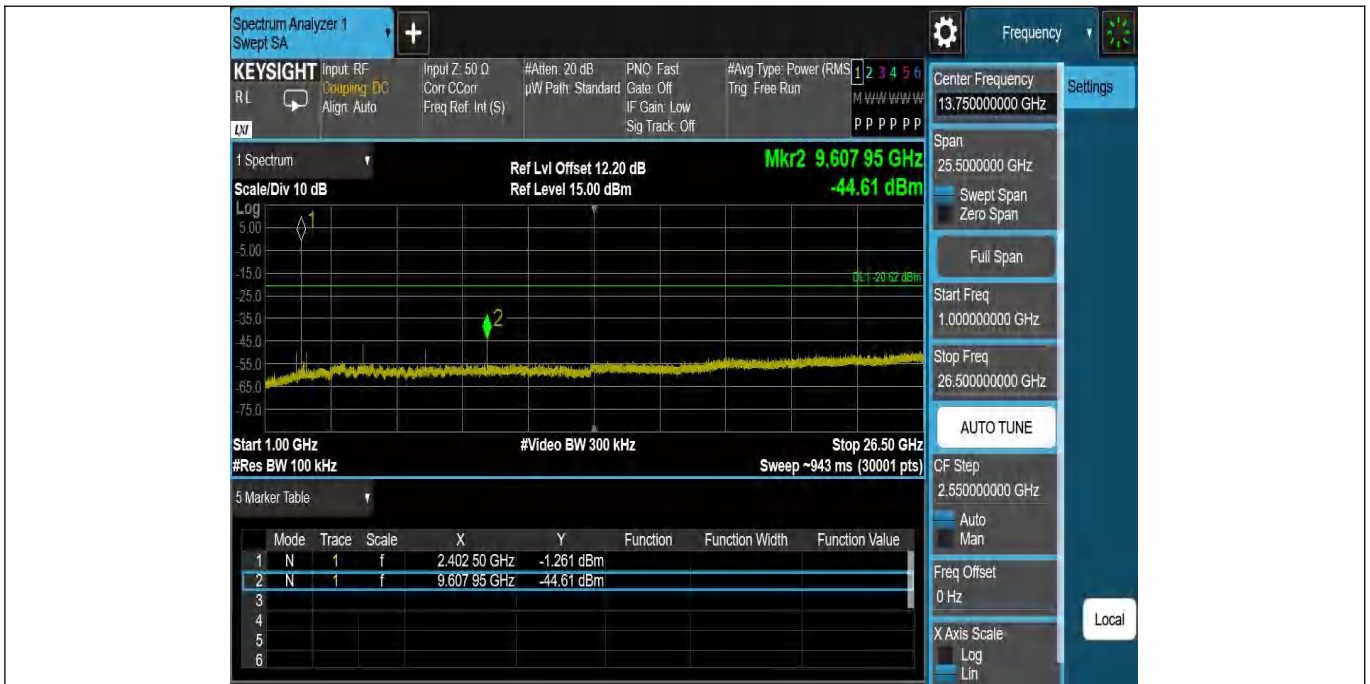 Spectrum Analyzer 1
Swept SA
+
Frequency
KEYSIGHT
RL
LXI
Input: RF
Coupling: DC
Align: Auto
Input Z: 50 Ω
Corr CCorr
Freq Ref: Int (S)
#Atten: 20 dB
µW Path: Standard
PNO: Fast
Gate: Off
IF Gain: Low
Sig Track: Off
#Avg Type: Power (RMS
Trig: Free Run
1 2 3 4 5 6
M W W W W W
P P P P P P
1 Spectrum
Scale/Div 10 dB
Ref Lvl Offset 12.20 dB
Ref Level 15.00 dBm
Mkr2 9.607 95 GHz
-44.61 dBm
Log
5.00
-5.00
-15.0
-25.0
-35.0
-45.0
-55.0
-65.0
-75.0
1
2
DL1 -20.62 dBm
Start 1.00 GHz
#Video BW 300 kHz
Stop 26.50 GHz
#Res BW 100 kHz
Sweep ~943 ms (30001 pts)
5 Marker Table
Mode Trace Scale X Y Function Function Width Function Value
1 N 1 f 2.402 50 GHz -1.261 dBm
2 N 1 f 9.607 95 GHz -44.61 dBm
3
4
5
6
Center Frequency
13.750000000 GHz
Settings
Span
25.5000000 GHz
Swept Span
Zero Span
Full Span
Start Freq
1.000000000 GHz
Stop Freq
26.500000000 GHz
AUTO TUNE
CF Step
2.550000000 GHz
Auto
Man
Freq Offset
0 Hz
X Axis Scale
Log
Lin
Local